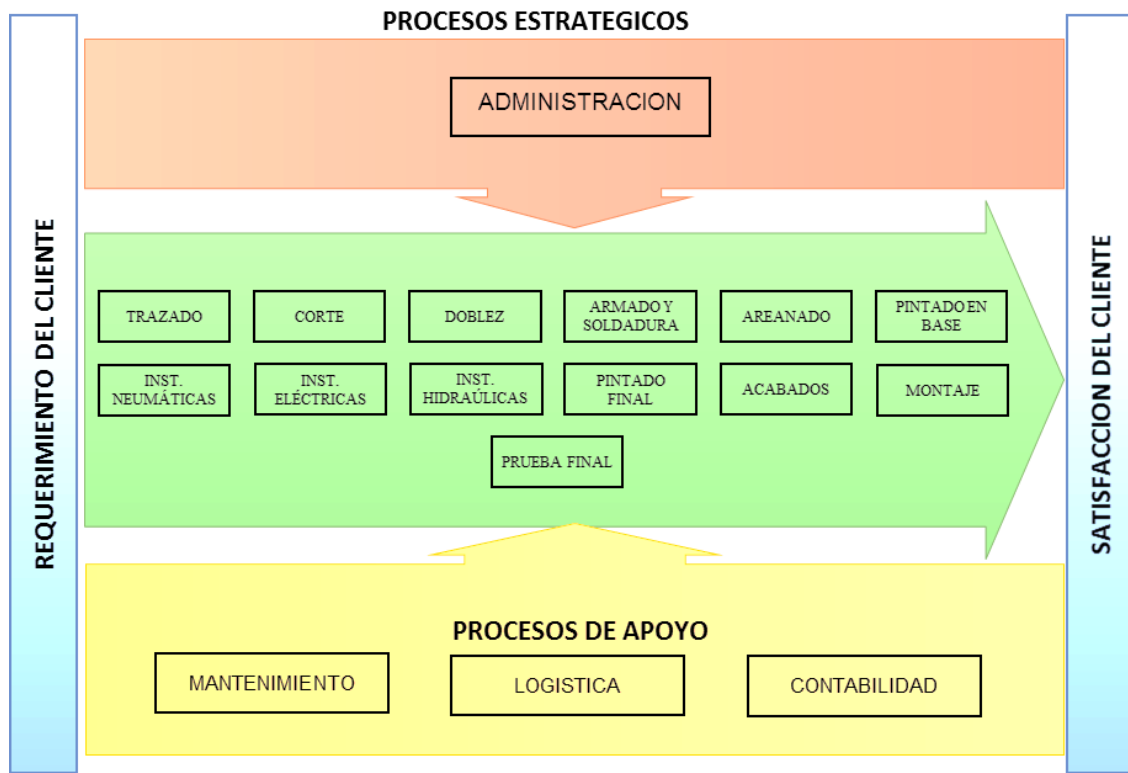 PROCESOS ESTRATEGICOS
ADMINISTRACION
REQUERIMIENTO DEL CLIENTE
TRAZADO
CORTE
DOBLEZ
ARMADO Y
SOLDADURA
AREANADO
PINTADO EN
BASE
INST.
NEUMÁTICAS
INST.
ELÉCTRICAS
INST.
HIDRAÚLICAS
PINTADO
FINAL
ACABADOS
MONTAJE
PRUEBA FINAL
SATISFACCION DEL CLIENTE
PROCESOS DE APOYO
MANTENIMIENTO
LOGISTICA
CONTABILIDAD